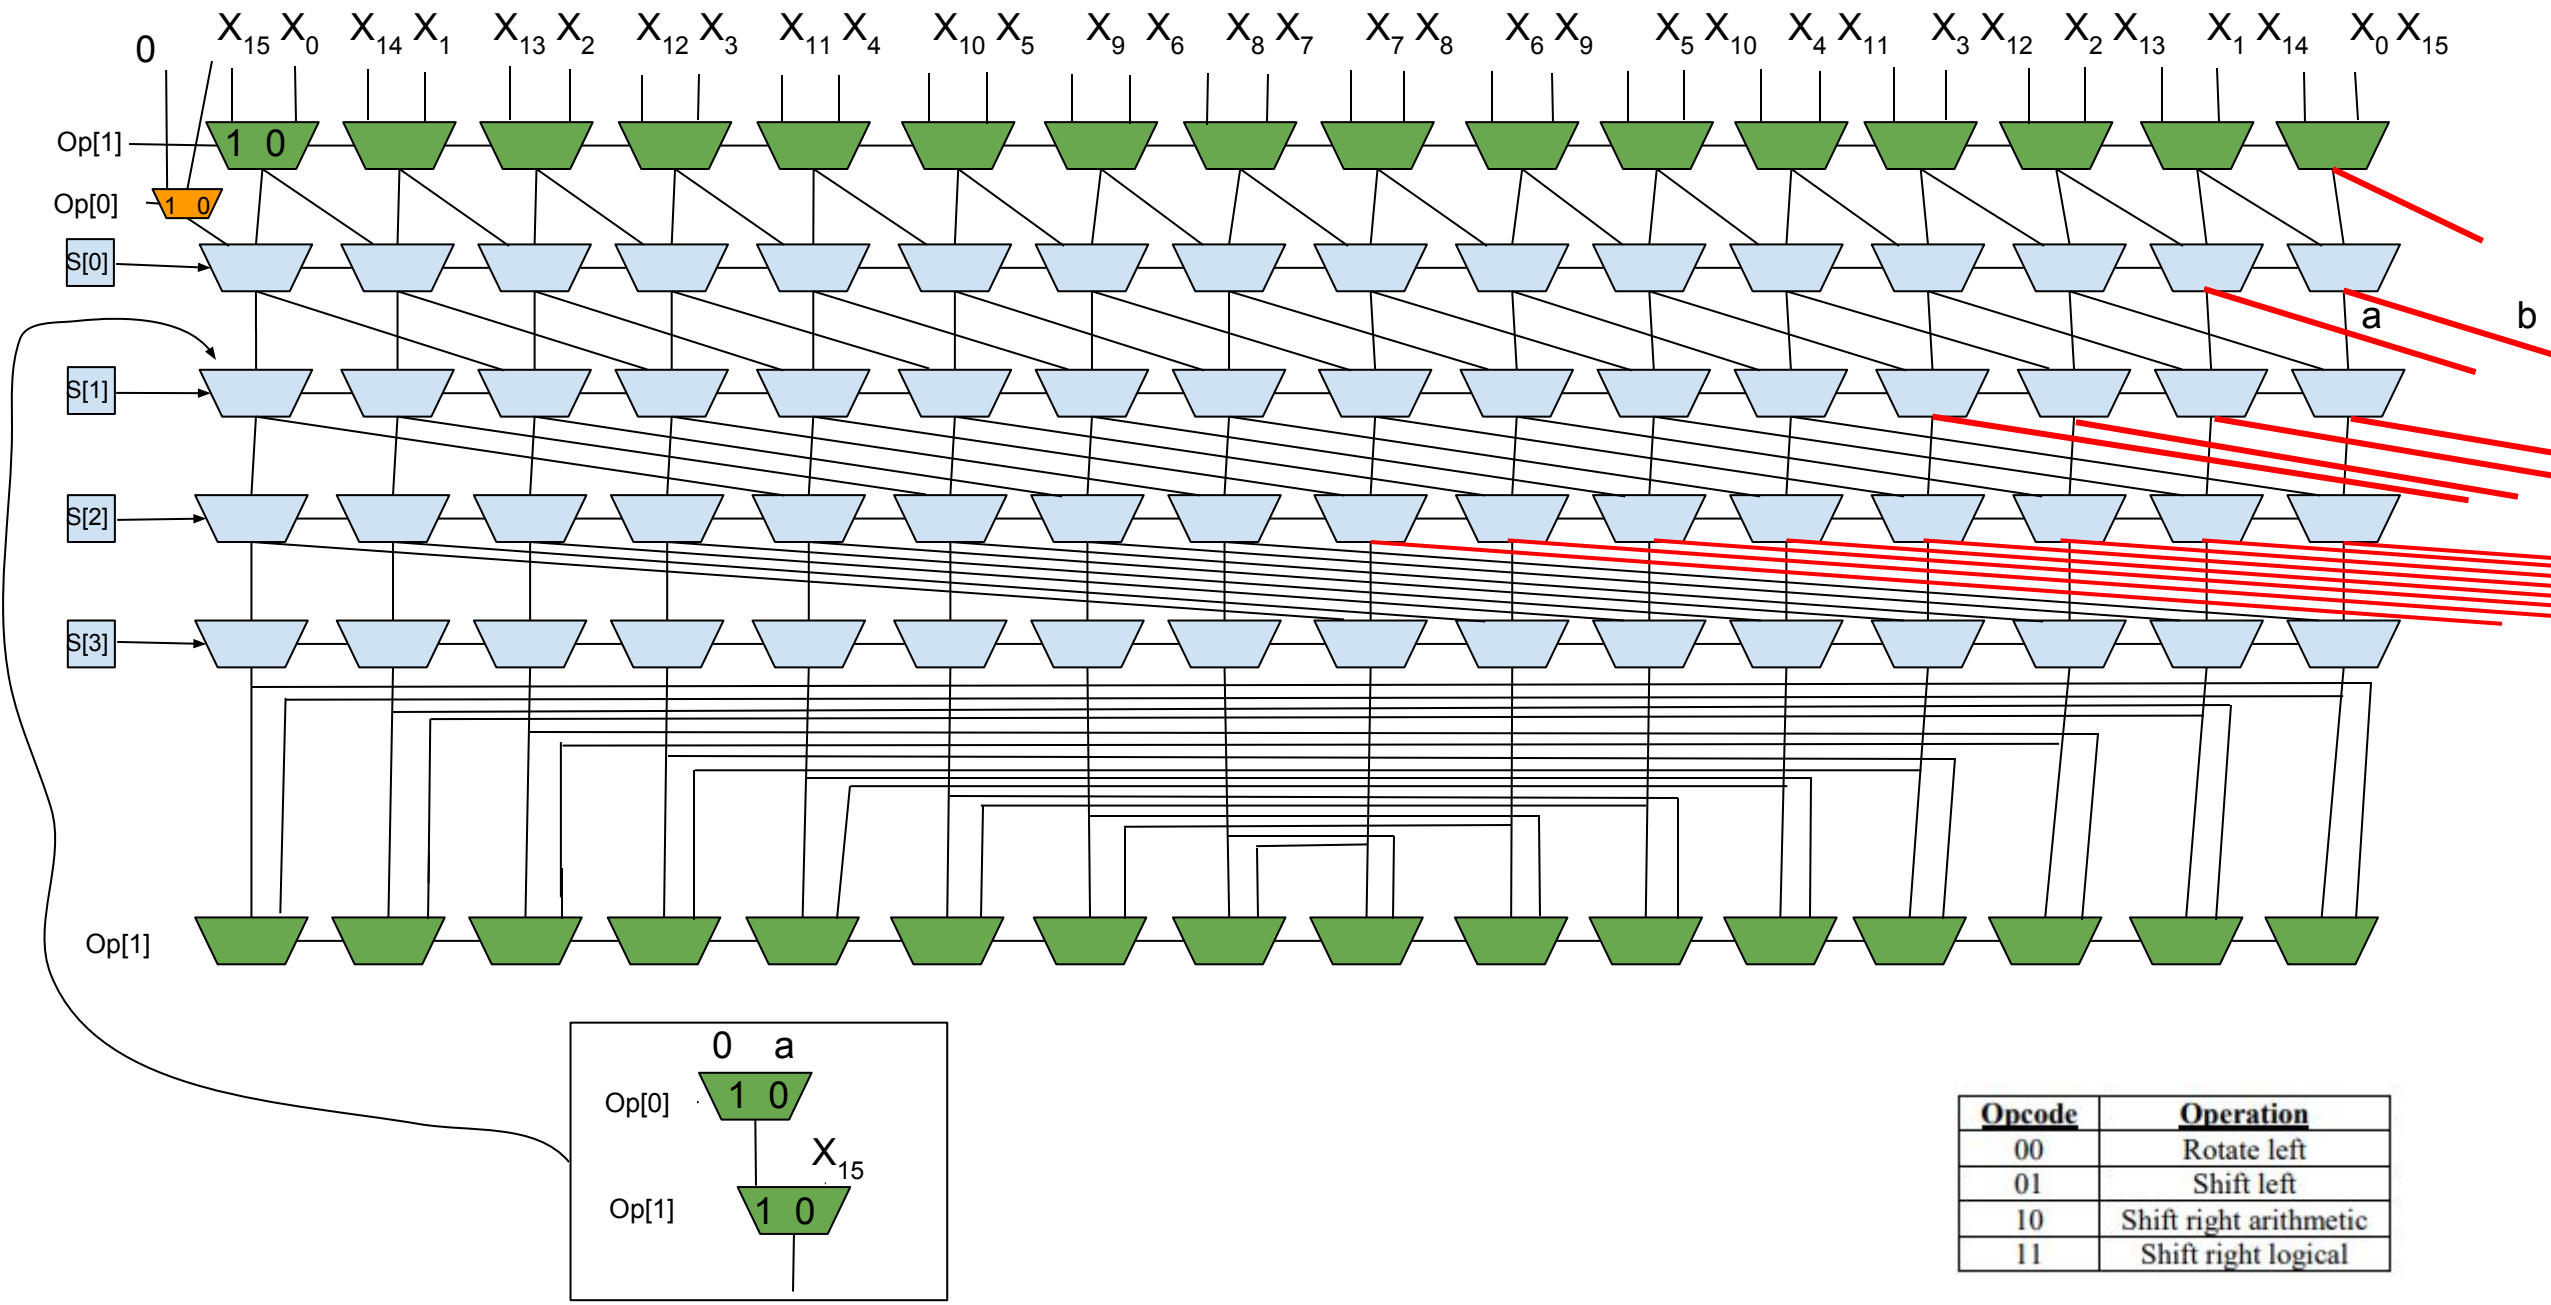 0 X15 X0 X14 X1 X13 X2 X12 X3 X11 X4 X10 X5 X9 X6 X8 X7 X7 X8 X6 X9 X5 X10 X4 X11 X3 X12 X2 X13 X1 X14 X0 X15
Op[1] 1 0
Op[0] 1 0
S[0]
a b
S[1]
S[2]
S[3]
Op[1]
0 a
Op[0] 1 0
X15
Op[1] 1 0
Opcode Operation
00 Rotate left
01 Shift left
10 Shift right arithmetic
11 Shift right logical